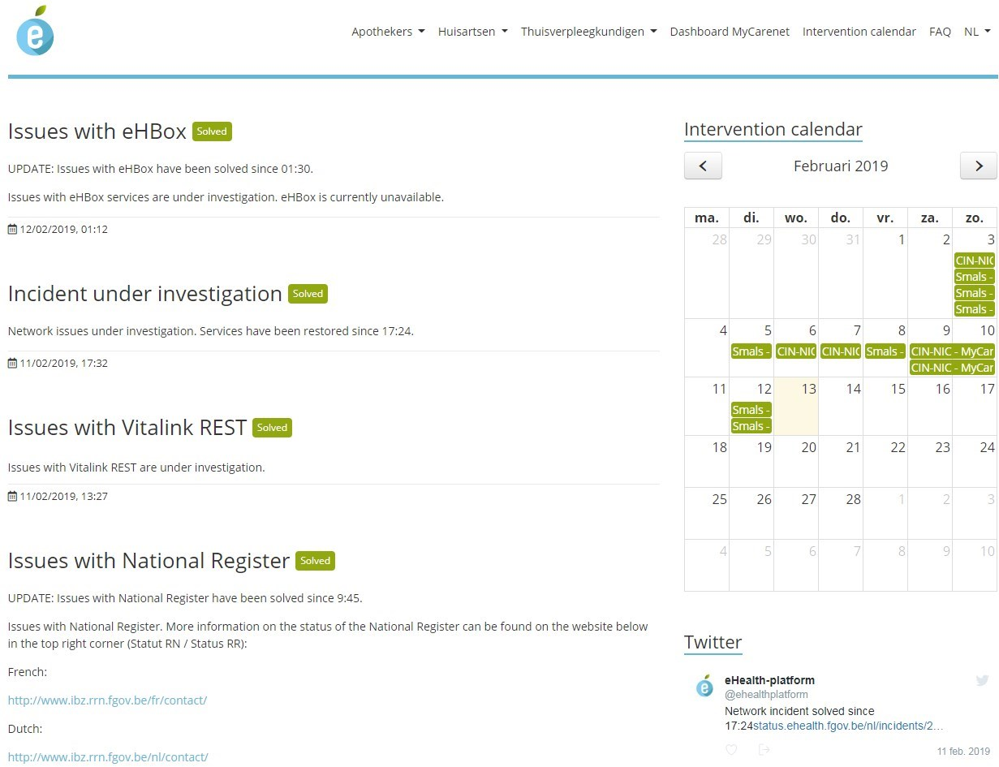 e
Apothekers Huisartsen Thuisverpleegkundigen Dashboard MyCarenet Intervention calendar FAQ NL
Issues with eHBox Solved
UPDATE: Issues with eHBox have been solved since 01:30.
Issues with eHBox services are under investigation. eHBox is currently unavailable.
12/02/2019, 01:12
Incident under investigation Solved
Network issues under investigation. Services have been restored since 17:24.
11/02/2019, 17:32
Issues with Vitalink REST Solved
Issues with Vitalink REST are under investigation.
11/02/2019, 13:27
Issues with National Register Solved
UPDATE: Issues with National Register have been solved since 9:45.
Issues with National Register. More information on the status of the National Register can be found on the website below
in the top right corner (Statut RN / Status RR):
French:
http://www.ibz.rrn.fgov.be/fr/contact/
Dutch:
http://www.ibz.rrn.fgov.be/nl/contact/
Intervention calendar
Februari 2019
ma. di. wo. do. vr. za. zo.
28 29 30 31 1 2 3
CIN-NIC
Smals -
Smals -
Smals -
4 5 6 7 8 9 10
Smals - CIN-NIC CIN-NIC Smals - CIN-NIC - MyCar
CIN-NIC - MyCar
11 12 13 14 15 16 17
Smals -
Smals -
18 19 20 21 22 23 24
25 26 27 28 1 2 3
4 5 6 7 8 9 10
Twitter
e
eHealth-platform
@ehealthplatform
Network incident solved since
17:24status.ehealth.fgov.be/nl/incidents/2…
11 feb. 2019